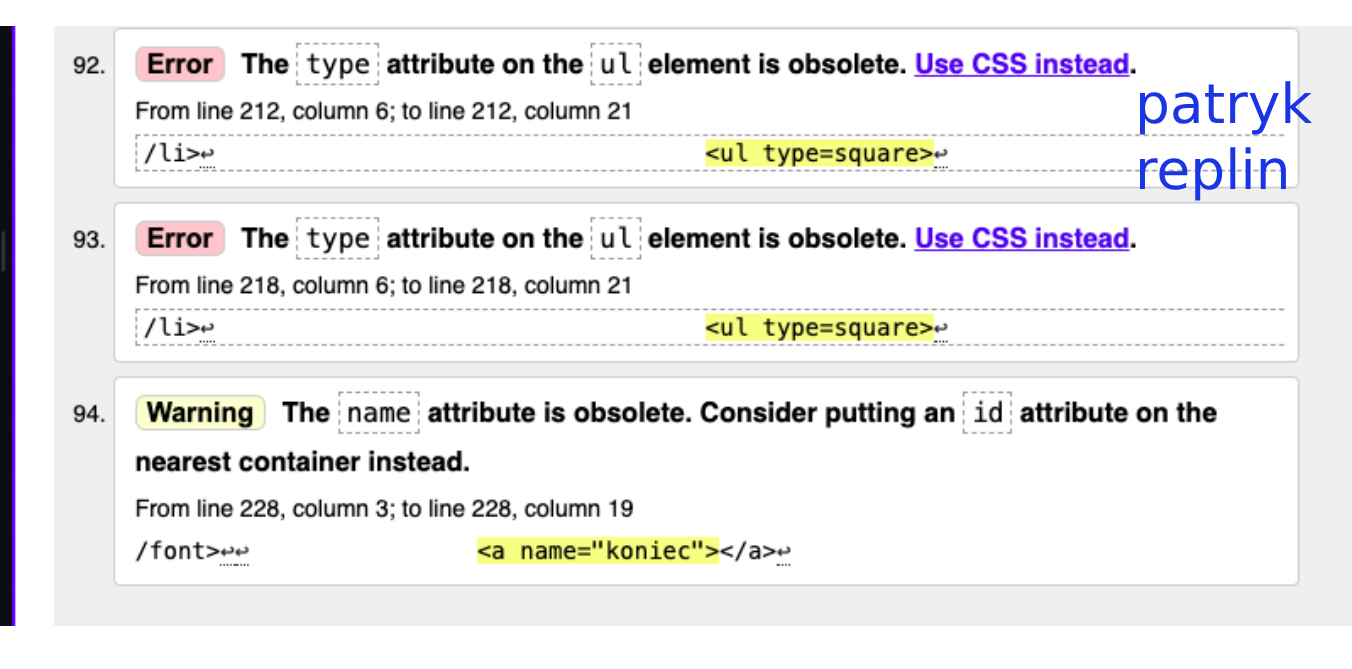 92. Error The type attribute on the ul element is obsolete. Use CSS instead.
From line 212, column 6; to line 212, column 21
patryk
/li>↩ <ul type=square>↩
replin
93. Error The type attribute on the ul element is obsolete. Use CSS instead.
From line 218, column 6; to line 218, column 21
/li>↩ <ul type=square>↩
94. Warning The name attribute is obsolete. Consider putting an id attribute on the
nearest container instead.
From line 228, column 3; to line 228, column 19
/font>↩↩ <a name="koniec"></a>↩